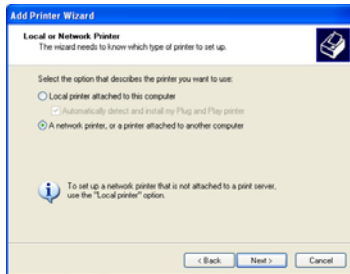 Add Printer Wizard
Local or Network Printer
The wizard needs to know which type of printer to set up.
Select the option that describes the printer you want to use:
Local printer attached to this computer
Automatically detect and install my Plug and Play printer
A network printer, or a printer attached to another computer
To set up a network printer that is not attached to a print server,
use the "Local printer" option.
< Back
Next >
Cancel